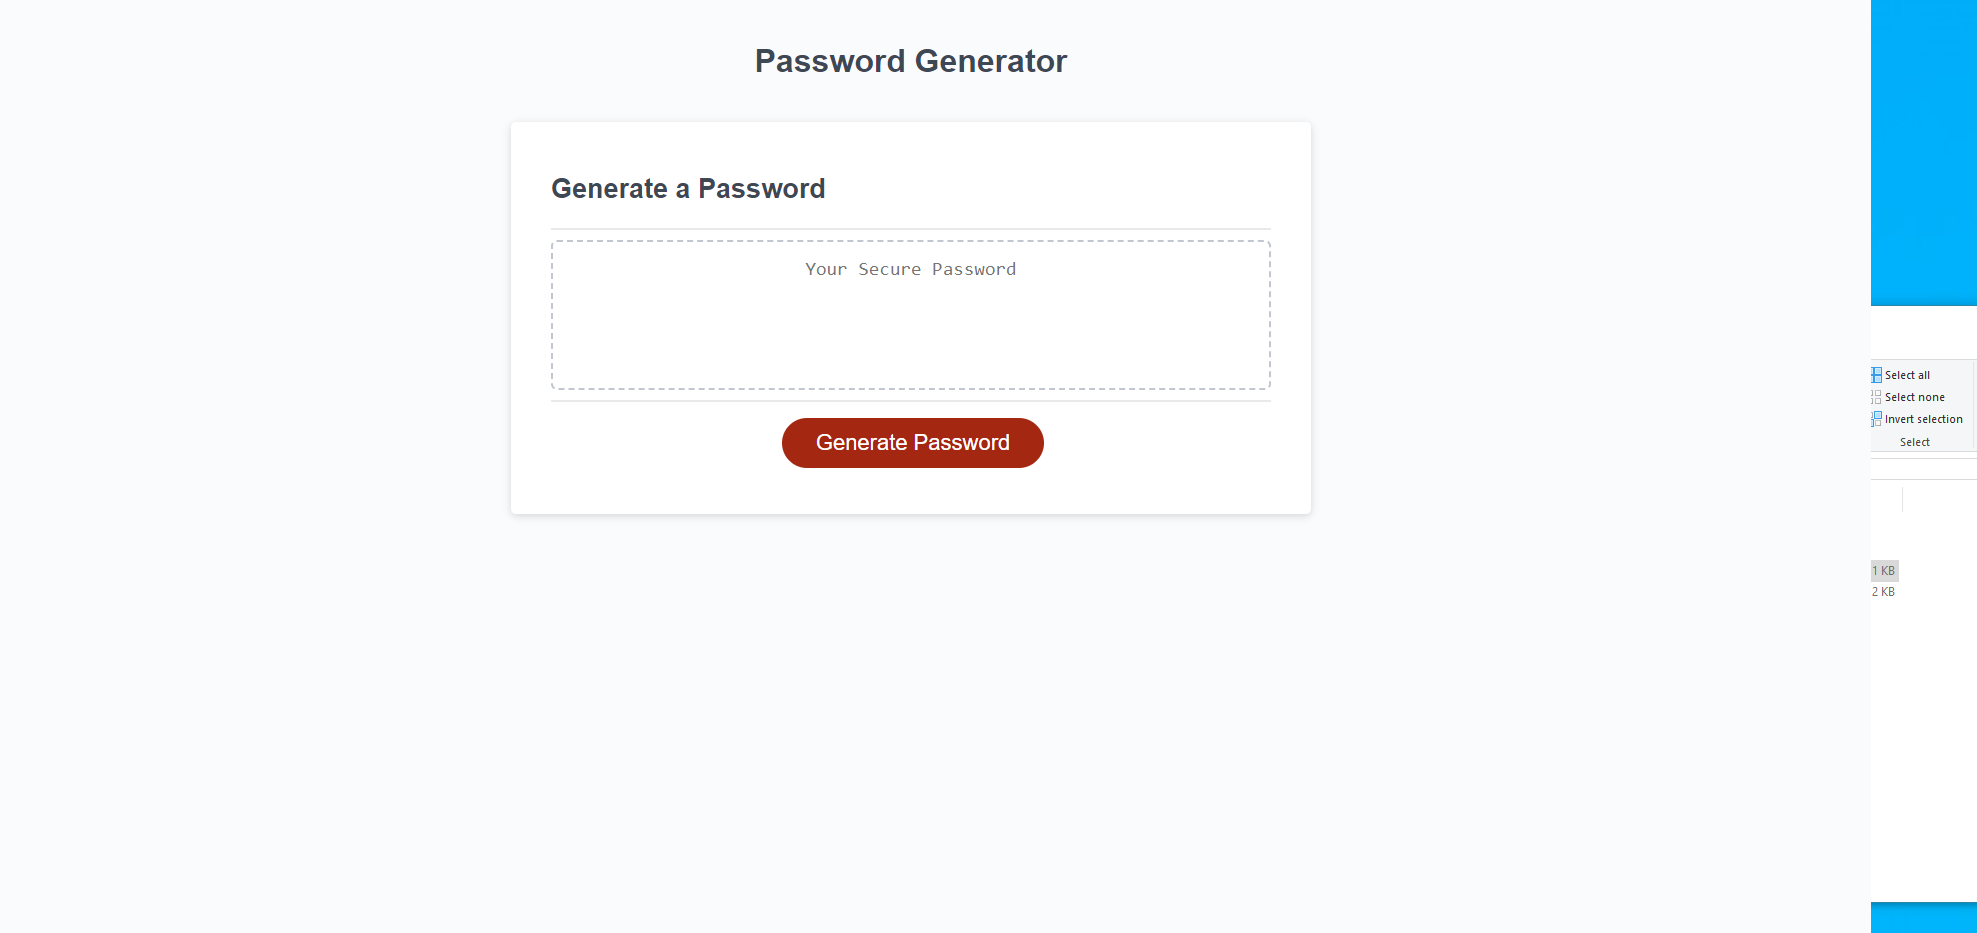 Password Generator
Generate a Password
Your Secure Password
Generate Password
Select all
Select none
Invert selection
Select
1 KB
2 KB